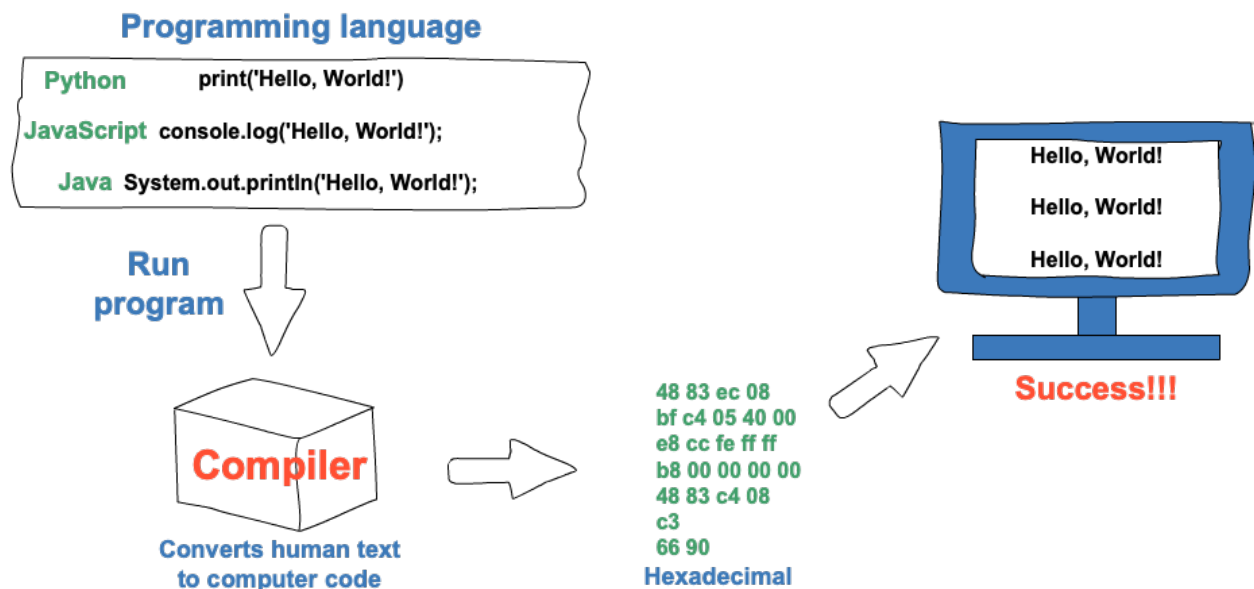 Programming language
Python print('Hello, World!')
JavaScript console.log('Hello, World!');
Java System.out.println('Hello, World!');
Run
program
Compiler
Converts human text
to computer code
48 83 ec 08
bf c4 05 40 00
e8 cc fe ff ff
b8 00 00 00 00
48 83 c4 08
c3
66 90
Hexadecimal
Hello, World!
Hello, World!
Hello, World!
Success!!!